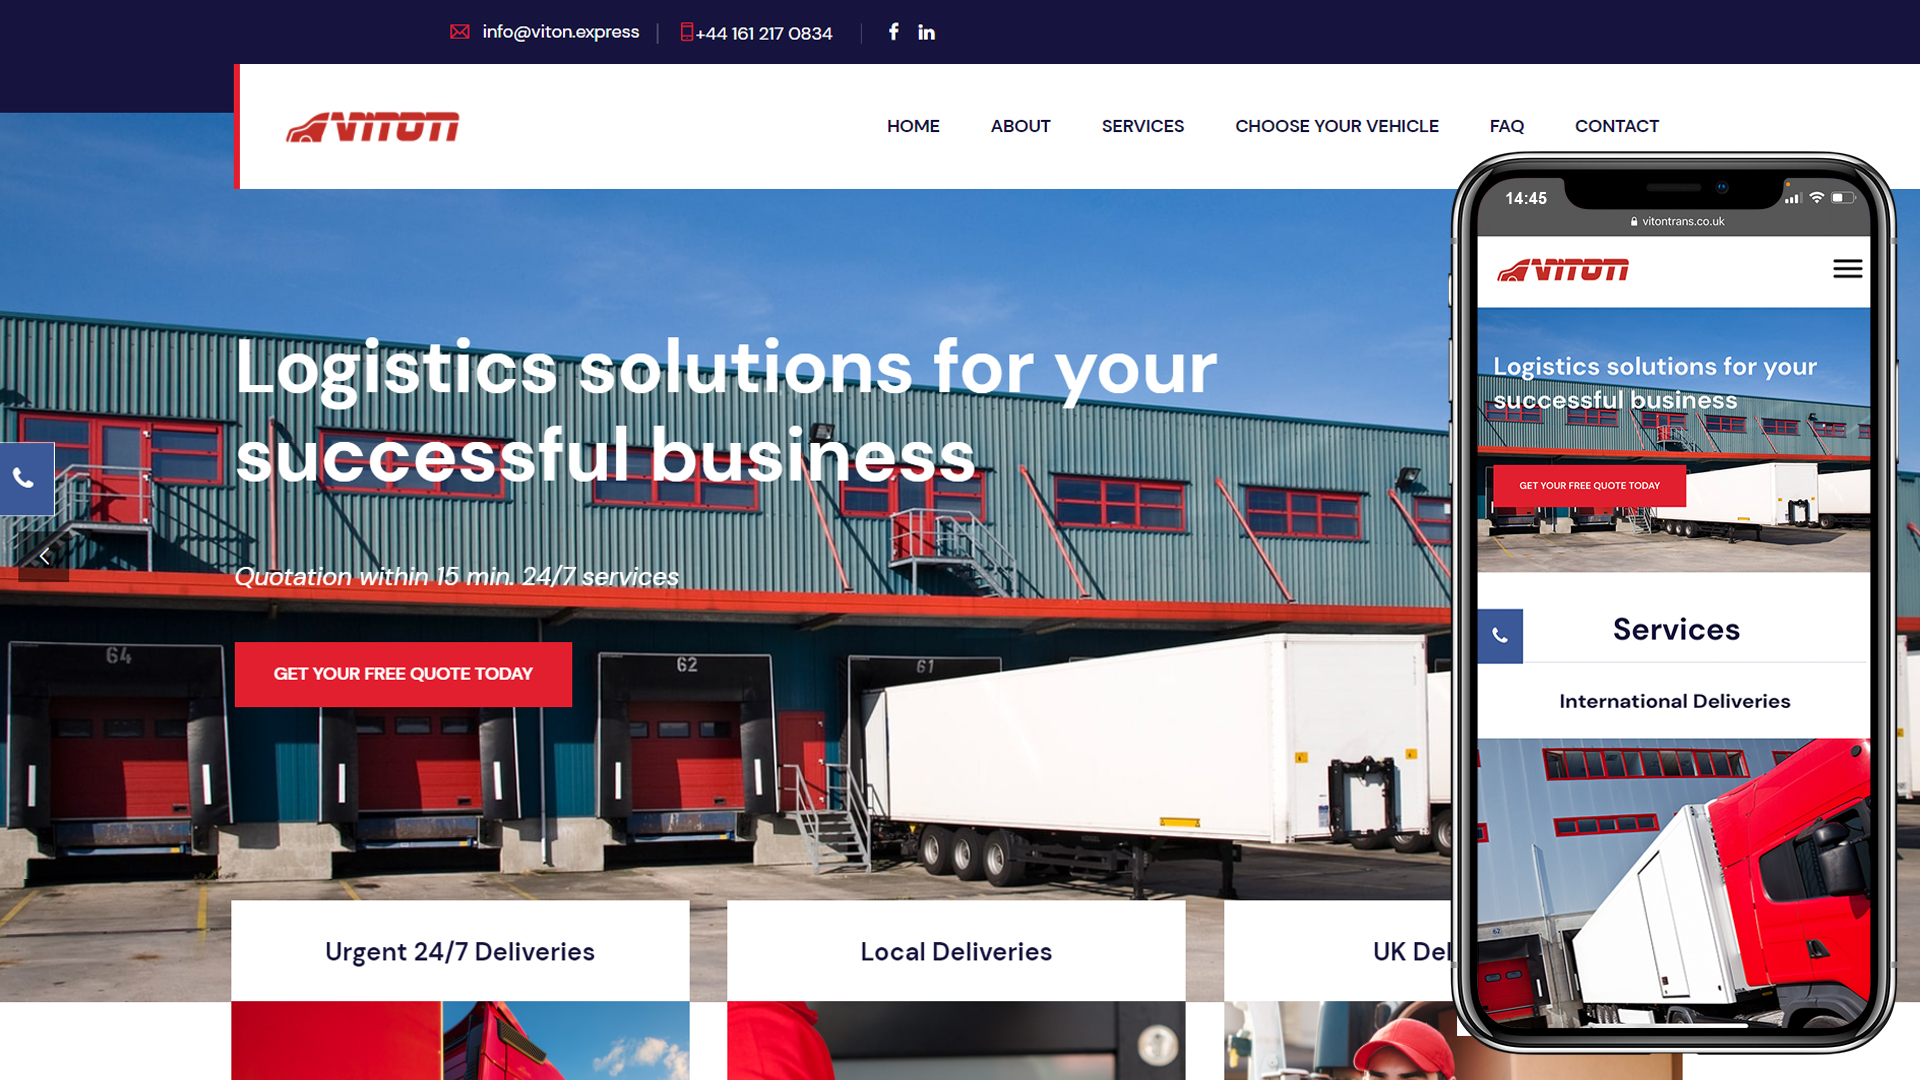 info@viton.express
+44 161 217 0834
f in
VITON
HOME ABOUT SERVICES CHOOSE YOUR VEHICLE FAQ CONTACT
Logistics solutions for your
successful business
Quotation within 15 min. 24/7 services
GET YOUR FREE QUOTE TODAY
64
62
61
Urgent 24/7 Deliveries
Local Deliveries
UK Del
14:45
vitontrans.co.uk
VITON
Logistics solutions for your
successful business
GET YOUR FREE QUOTE TODAY
Services
International Deliveries
62